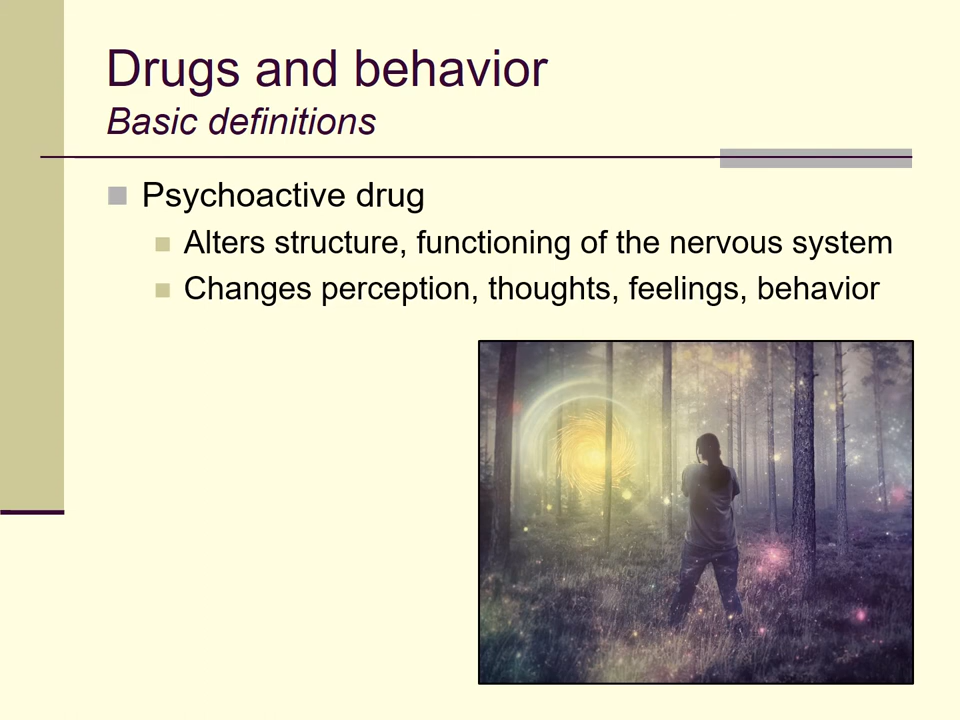 Drugs and behavior
Basic definitions
Psychoactive drug
Alters structure, functioning of the nervous system
Changes perception, thoughts, feelings, behavior